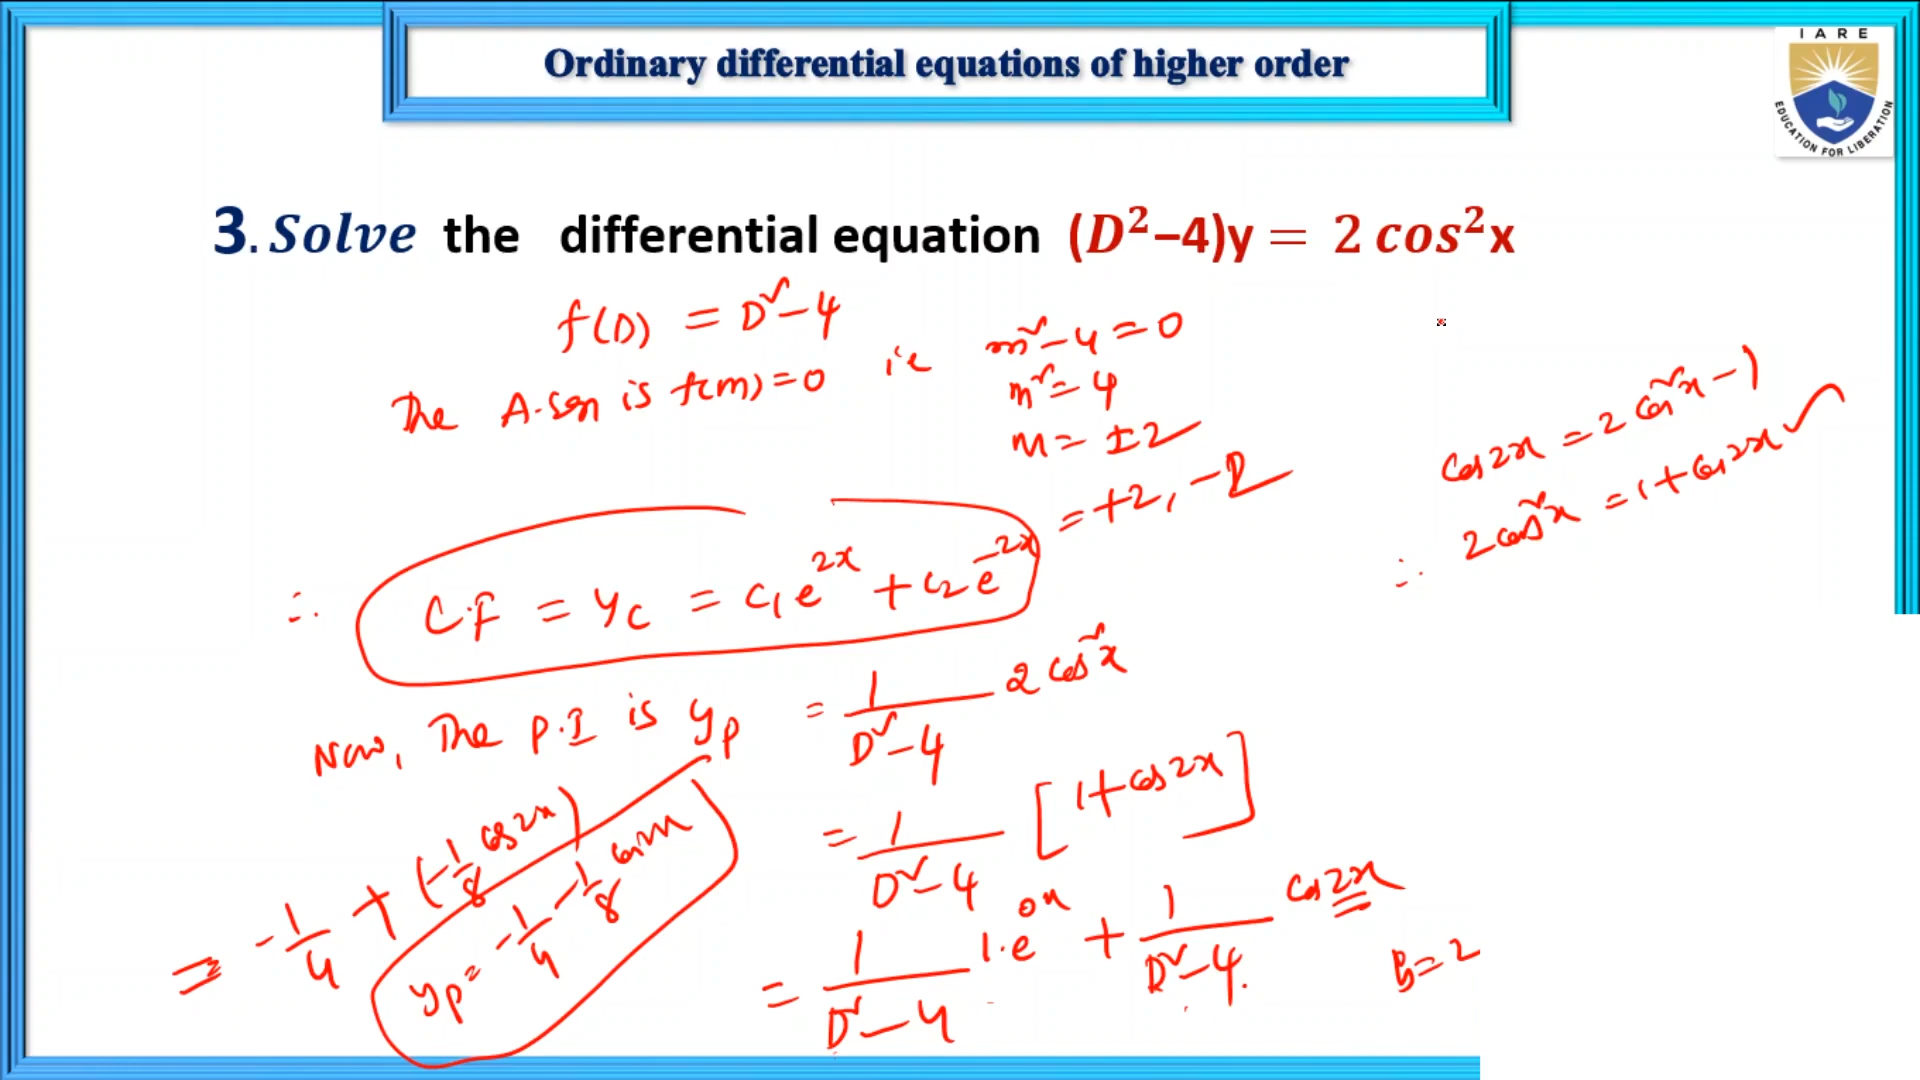 Ordinary differential equations of higher order
I A R E
EDUCATION FOR LIBERATION
3. Solve the differential equation (D²−4)y = 2 cos²x
f(D) = D²−4
The A.Eqn is f(m)=0 i.e m²−4=0
m²=4
m= ±2
= +2, −2
cos2x = 2cos²x−1
∴ 2cos²x = 1+cos2x ✓
∴ C.F = yc = c1e^2x + c2e^-2x
Now, The P.I is yp = 1/(D²−4) 2cos²x
= 1/(D²−4) [1+cos2x]
= 1/(D²−4) 1.e^0x + 1/(D²−4) cos2x
B=2
= -1/4 + (-1/8 cos2x)
yp = -1/4 -1/8 cos2x